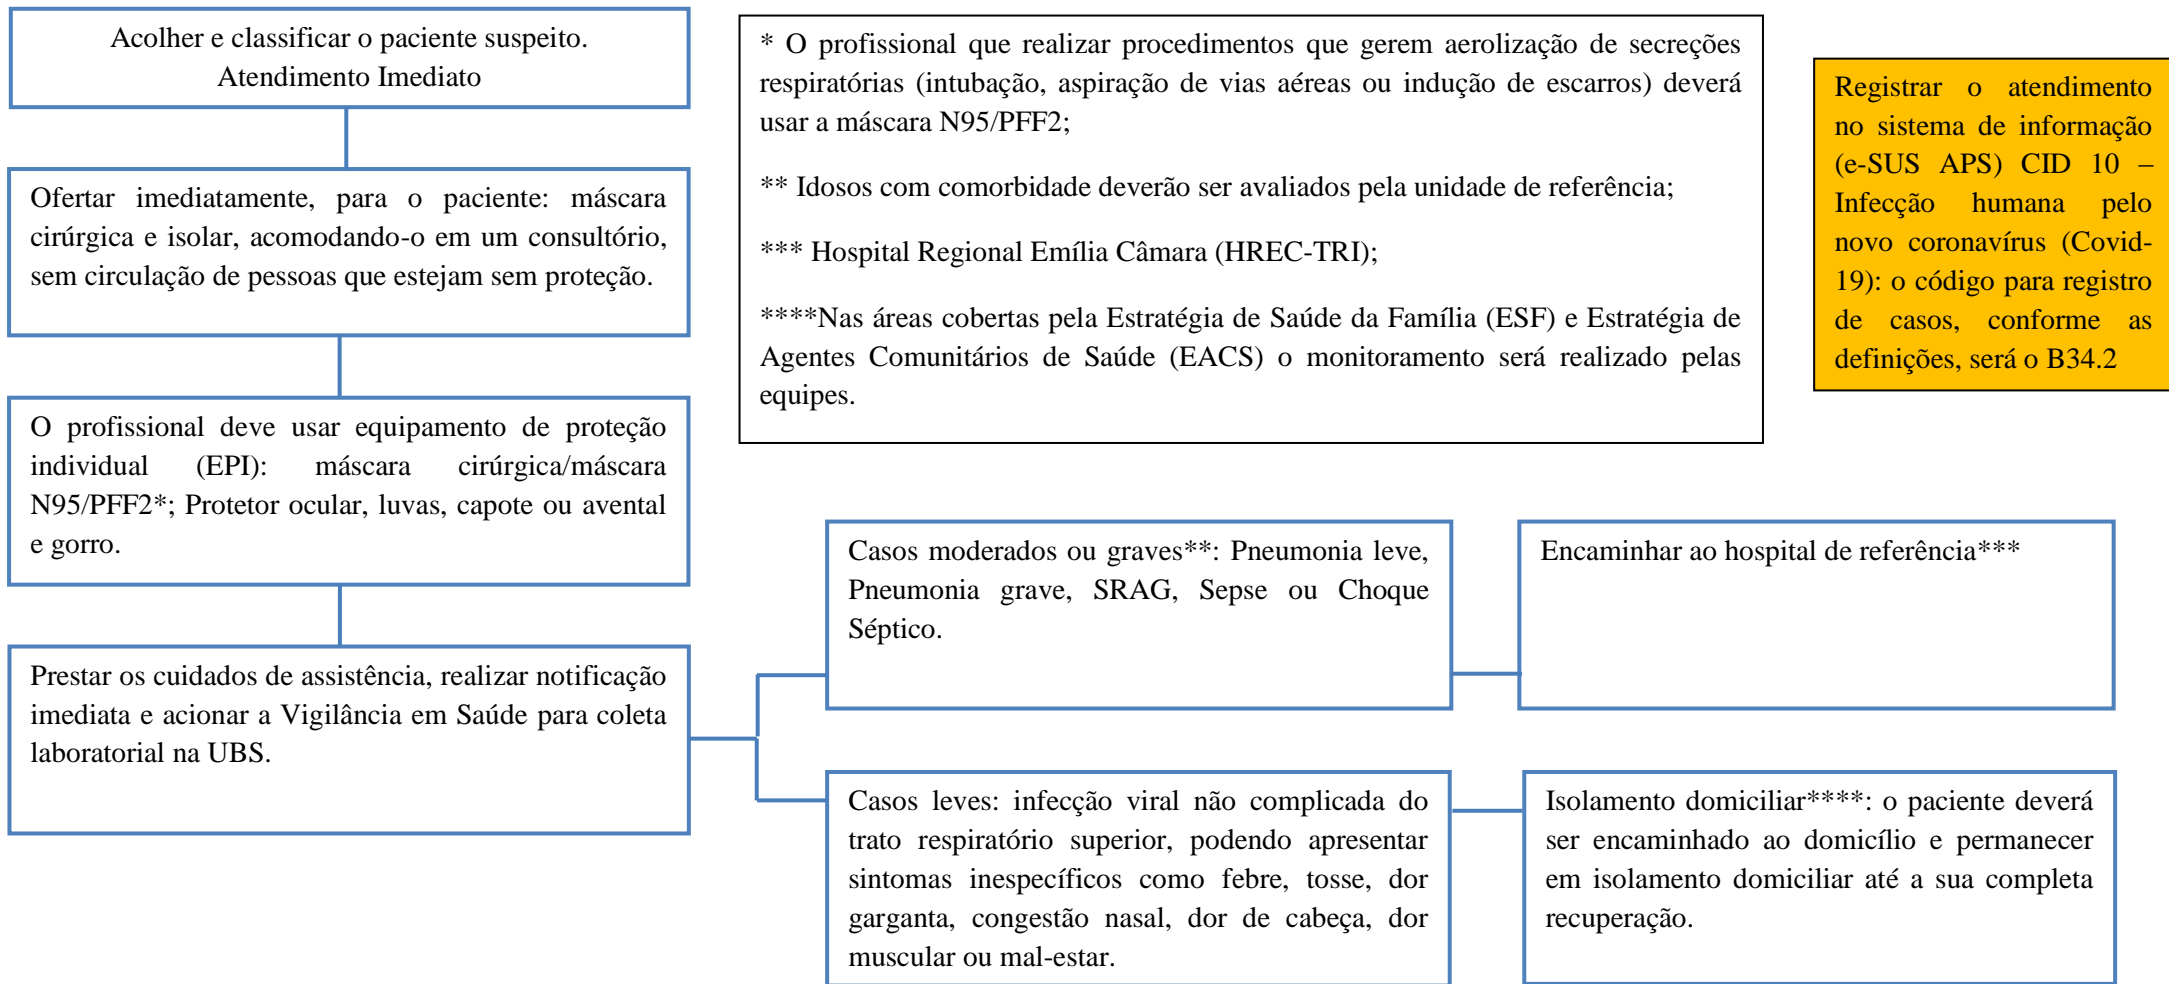 Acolher e classificar o paciente suspeito.
Atendimento Imediato
Ofertar imediatamente, para o paciente: máscara
cirúrgica e isolar, acomodando-o em um consultório,
sem circulação de pessoas que estejam sem proteção.
O profissional deve usar equipamento de proteção
individual (EPI): máscara cirúrgica/máscara
N95/PFF2*; Protetor ocular, luvas, capote ou avental
e gorro.
Prestar os cuidados de assistência, realizar notificação
imediata e acionar a Vigilância em Saúde para coleta
laboratorial na UBS.
* O profissional que realizar procedimentos que gerem aerolização de secreções
respiratórias (intubação, aspiração de vias aéreas ou indução de escarros) deverá
usar a máscara N95/PFF2;
** Idosos com comorbidade deverão ser avaliados pela unidade de referência;
*** Hospital Regional Emília Câmara (HREC-TRI);
****Nas áreas cobertas pela Estratégia de Saúde da Família (ESF) e Estratégia de
Agentes Comunitários de Saúde (EACS) o monitoramento será realizado pelas
equipes.
Registrar o atendimento
no sistema de informação
(e-SUS APS) CID 10 –
Infecção humana pelo
novo coronavírus (Covid-
19): o código para registro
de casos, conforme as
definições, será o B34.2
Casos moderados ou graves**: Pneumonia leve,
Pneumonia grave, SRAG, Sepse ou Choque
Séptico.
Encaminhar ao hospital de referência***
Casos leves: infecção viral não complicada do
trato respiratório superior, podendo apresentar
sintomas inespecíficos como febre, tosse, dor
garganta, congestão nasal, dor de cabeça, dor
muscular ou mal-estar.
Isolamento domiciliar****: o paciente deverá
ser encaminhado ao domicílio e permanecer
em isolamento domiciliar até a sua completa
recuperação.